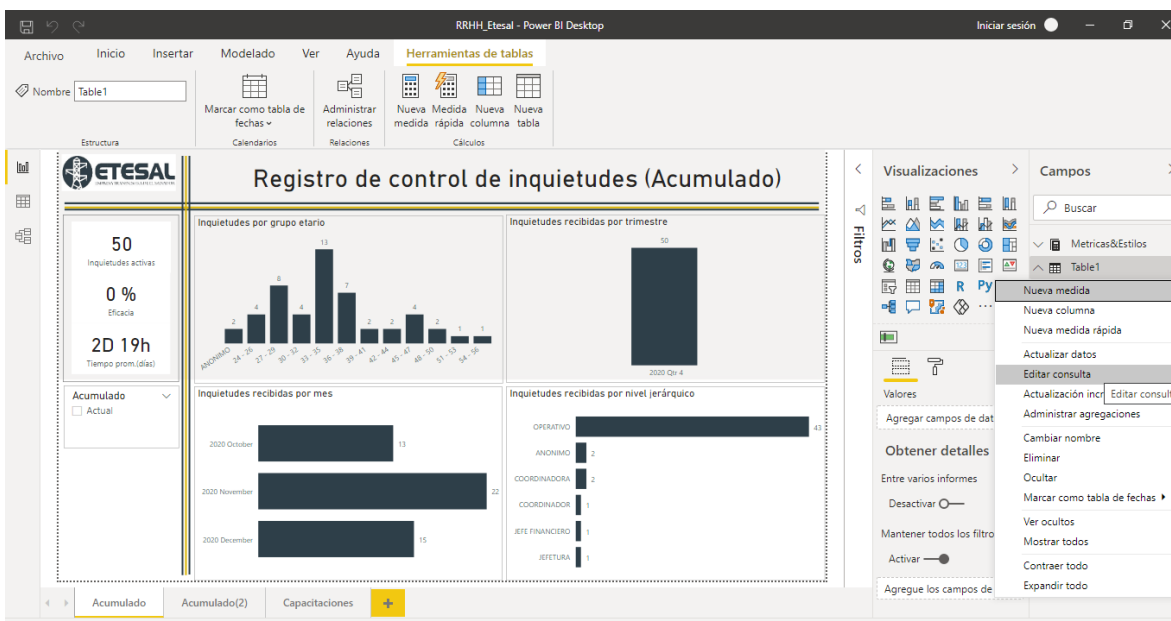 RRHH_Etesal - Power BI Desktop
Iniciar sesión
Archivo
Inicio
Insertar
Modelado
Ver
Ayuda
Herramientas de tablas
Nombre
Table1
Marcar como tabla de
fechas
Administrar
relaciones
Nueva
medida
Medida
rápida
Nueva
columna
Nueva
tabla
Estructura
Calendarios
Relaciones
Cálculos
ETESAL
Registro de control de inquietudes (Acumulado)
50
Inquietudes activas
0 %
Eficacia
2D 19h
Tiempo prom.(días)
Acumulado
Actual
Inquietudes por grupo etario
2
4
8
4
13
7
2
2
4
2
1
1
ANONIMO
24 - 26
27 - 29
30 - 32
33 - 35
36 - 38
39 - 41
42 - 44
45 - 47
48 - 50
51 - 53
54 - 56
Inquietudes recibidas por trimestre
50
2020 Qtr 4
Inquietudes recibidas por mes
2020 October
13
2020 November
22
2020 December
15
Inquietudes recibidas por nivel jerárquico
OPERATIVO
43
ANONIMO
2
COORDINADORA
2
COORDINADOR
1
JEFE FINANCIERO
1
JEFETURA
1
Filtros
Visualizaciones
R
Py
123
Valores
Agregar campos de dat
Obtener detalles
Entre varios informes
Desactivar
Mantener todos los filtro
Activar
Agregue los campos de
Campos
Buscar
Metricas&Estilos
Table1
Nueva medida
Nueva columna
Nueva medida rápida
Actualizar datos
Editar consulta
Actualización incr
Editar consult
Administrar agregaciones
Cambiar nombre
Eliminar
Ocultar
Marcar como tabla de fechas
Ver ocultos
Mostrar todos
Contraer todo
Expandir todo
Acumulado
Acumulado(2)
Capacitaciones